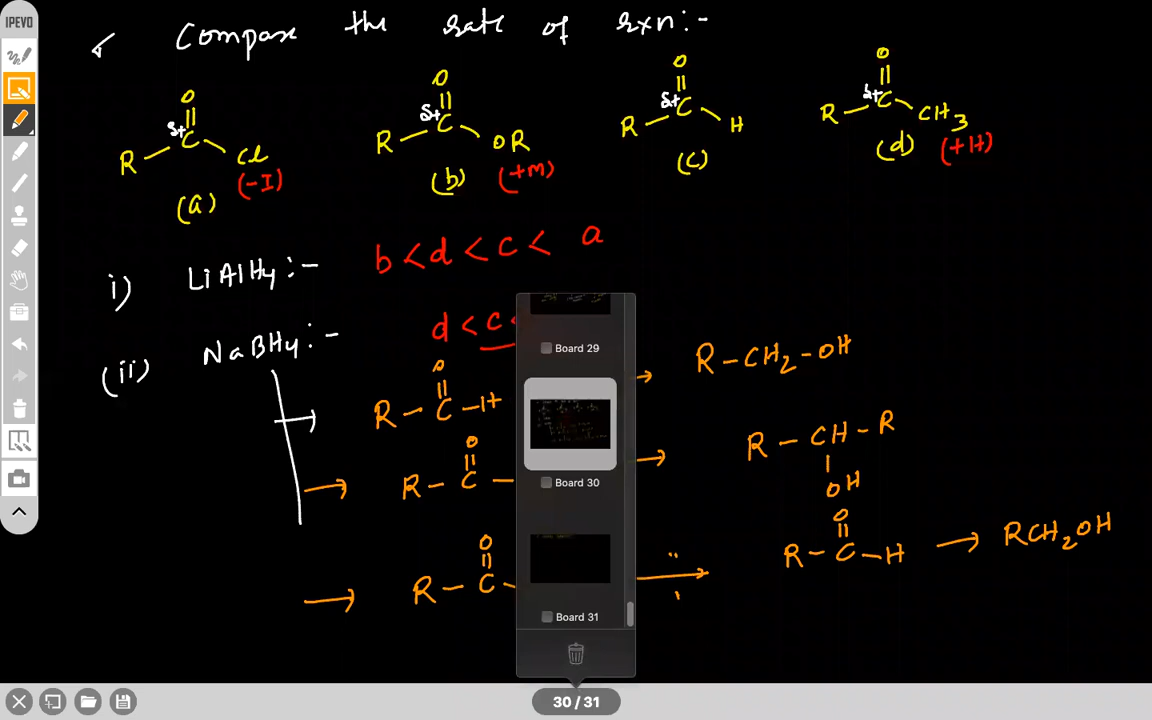 IPEVO
Compare the rate of rxn:-
O O O O
δ+ C δ+ C δ+ C δ+ C
R Cl R OR R H R CH3
(a) (-I) (b) (+M) (c) (d) (+H)
i) LiAlH4:- b < d < c < a
(ii) NaBH4:- d < c <
Board 29
O
R - C - H → R - CH2 - OH
O
R - C - → R - CH - R
OH
Board 30
O O
R - C - → R - C - H → RCH2OH
Board 31
30 / 31